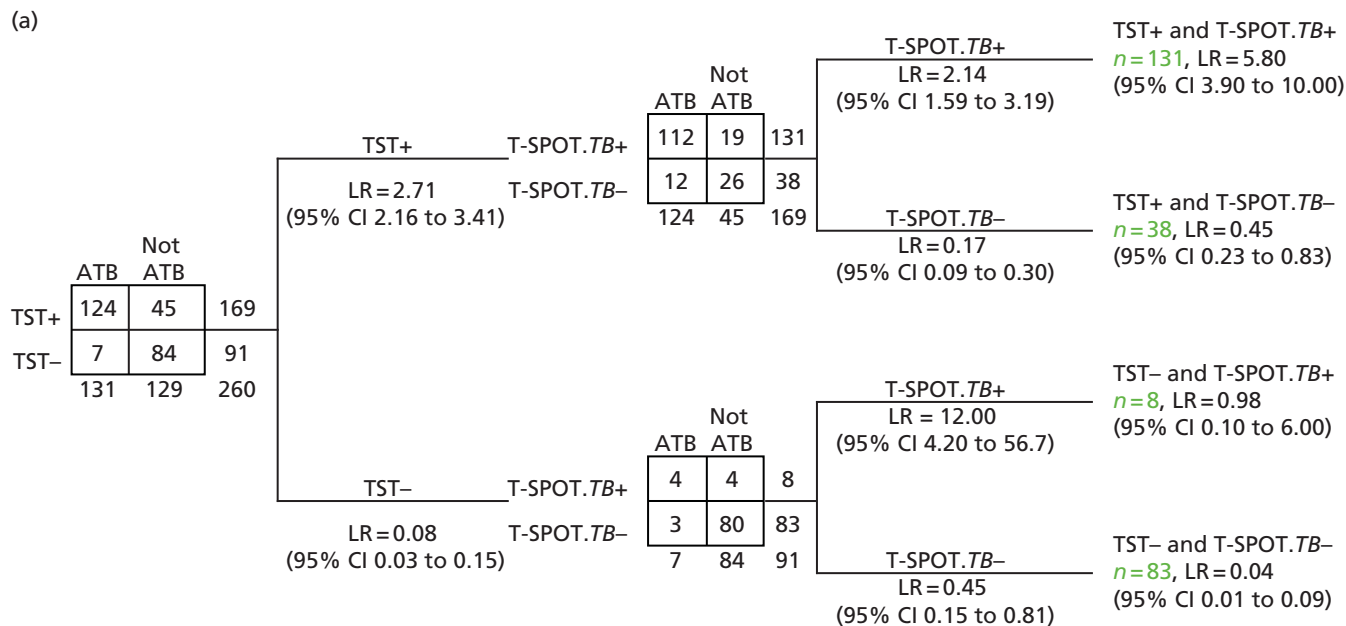 (a)
Not
ATB ATB
TST+ 124 45 169
TST– 7 84 91
131 129 260
TST+
LR=2.71
(95% CI 2.16 to 3.41)
Not
ATB ATB
T-SPOT.TB+ 112 19 131
T-SPOT.TB– 12 26 38
124 45 169
T-SPOT.TB+
LR=2.14
(95% CI 1.59 to 3.19)
TST+ and T-SPOT.TB+
n=131, LR=5.80
(95% CI 3.90 to 10.00)
T-SPOT.TB–
LR=0.17
(95% CI 0.09 to 0.30)
TST+ and T-SPOT.TB–
n=38, LR=0.45
(95% CI 0.23 to 0.83)
TST–
LR=0.08
(95% CI 0.03 to 0.15)
Not
ATB ATB
T-SPOT.TB+ 4 4 8
T-SPOT.TB– 3 80 83
7 84 91
T-SPOT.TB+
LR = 12.00
(95% CI 4.20 to 56.7)
TST– and T-SPOT.TB+
n=8, LR=0.98
(95% CI 0.10 to 6.00)
T-SPOT.TB–
LR=0.45
(95% CI 0.15 to 0.81)
TST– and T-SPOT.TB–
n=83, LR=0.04
(95% CI 0.01 to 0.09)